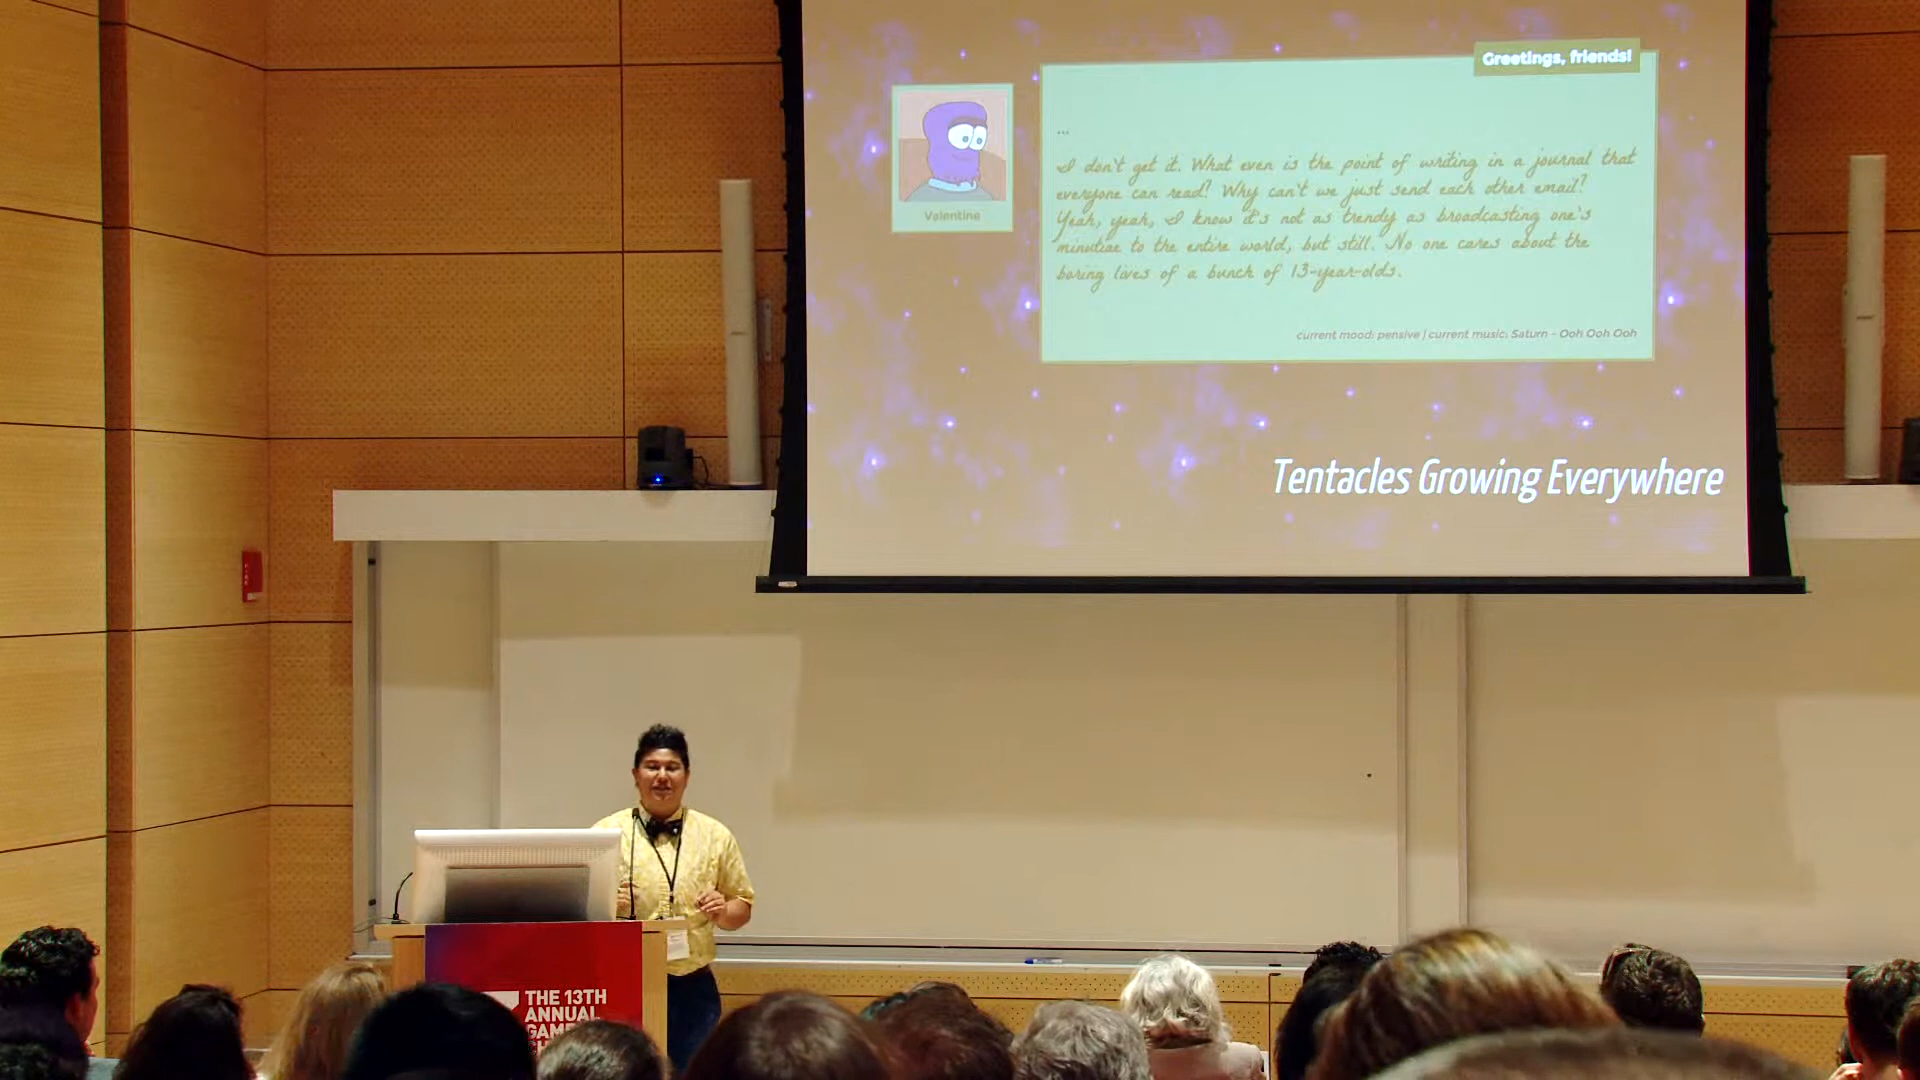 Greetings, friends!
...
I don't get it. What even is the point of writing in a journal that
everyone can read? Why can't we just send each other email?
Yeah, yeah, I know it's not as trendy as broadcasting one's
minutiae to the entire world, but still. No one cares about the
boring lives of a bunch of 13-year-olds.
Valentine
current mood: pensive | current music: Saturn - Ooh Ooh Ooh
Tentacles Growing Everywhere
THE 13TH
ANNUAL